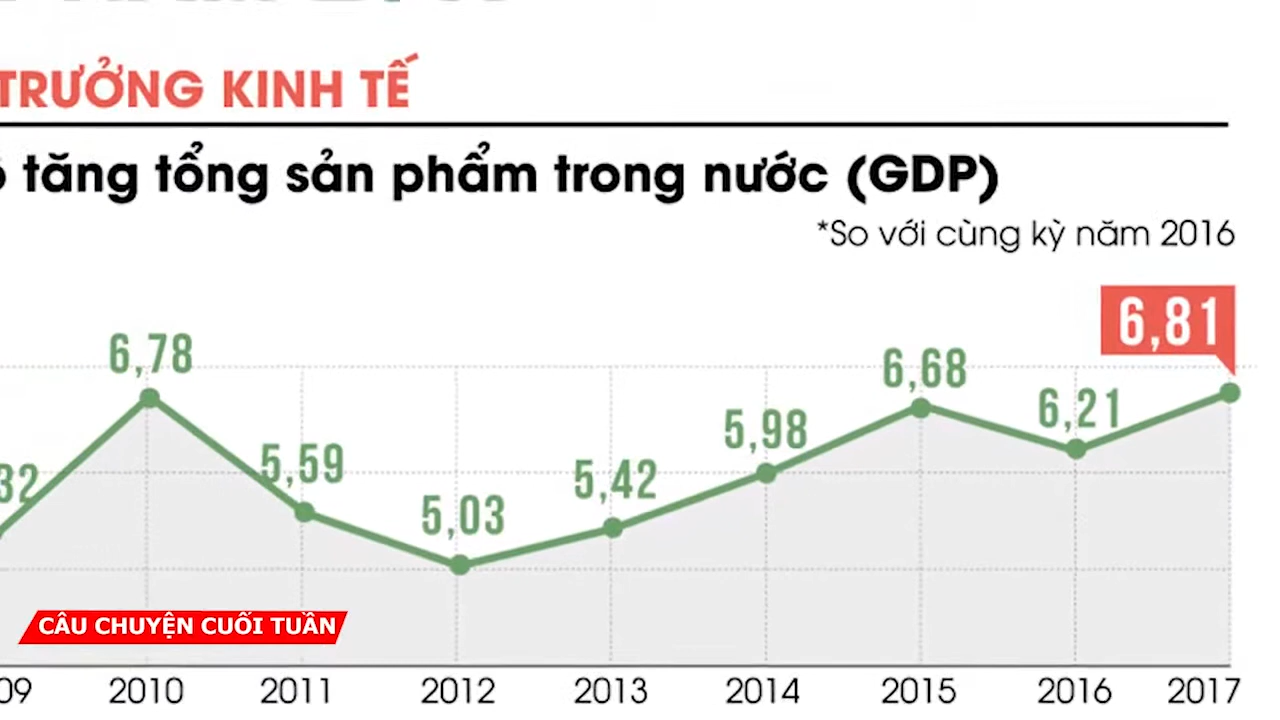 TRƯỞNG KINH TẾ
tăng tổng sản phẩm trong nước (GDP)
*So với cùng kỳ năm 2016
6,81
6,78
6,68
6,21
5,98
5,59
5,42
32
5,03
CÂU CHUYỆN CUỐI TUẦN
09 2010 2011 2012 2013 2014 2015 2016 2017